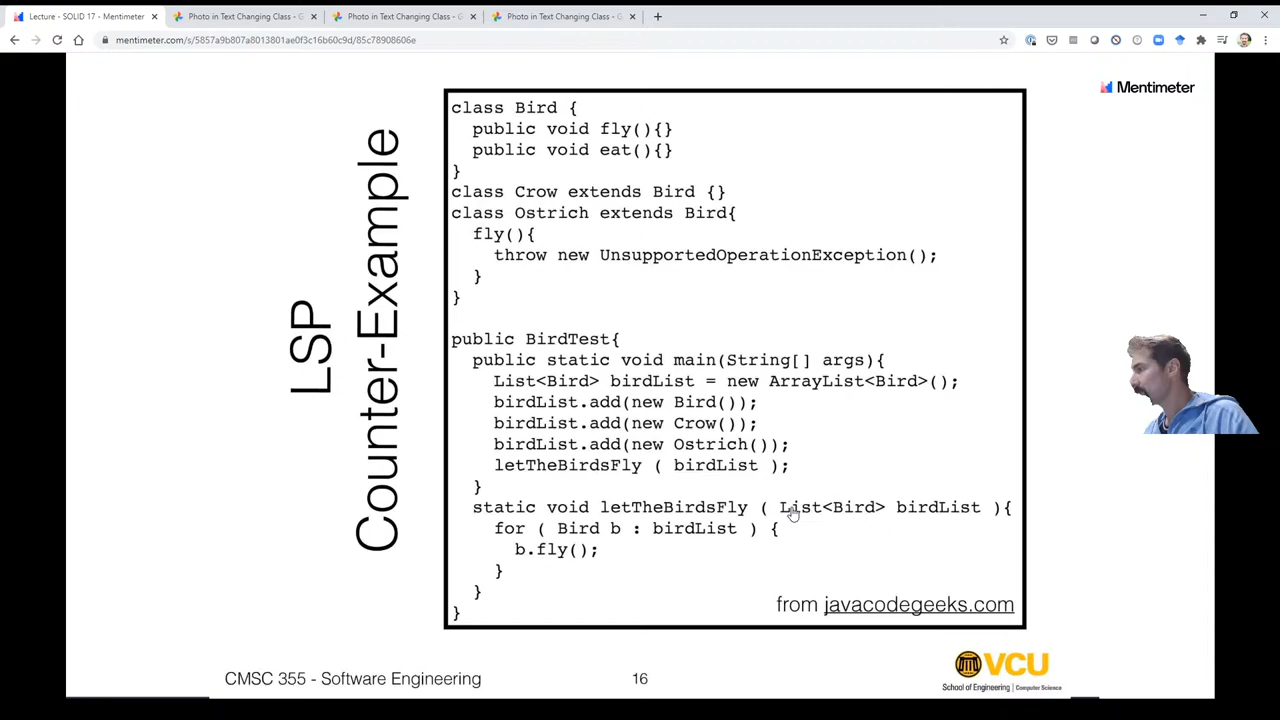 Lecture - SOLID 17 - Mentimeter
Photo in Text Changing Class - G
Photo in Text Changing Class - G
Photo in Text Changing Class - G
mentimeter.com/s/5857a9b807a8013801ae0f3c16b60c9d/85c78908606e
Mentimeter
LSP
Counter-Example
class Bird {
public void fly(){}
public void eat(){}
}
class Crow extends Bird {}
class Ostrich extends Bird{
fly(){
throw new UnsupportedOperationException();
}
}
public BirdTest{
public static void main(String[] args){
List<Bird> birdList = new ArrayList<Bird>();
birdList.add(new Bird());
birdList.add(new Crow());
birdList.add(new Ostrich());
letTheBirdsFly ( birdList );
}
static void letTheBirdsFly ( List<Bird> birdList ){
for ( Bird b : birdList ) {
b.fly();
}
}
}
from javacodegeeks.com
CMSC 355 - Software Engineering
16
VCU
School of Engineering | Computer Science